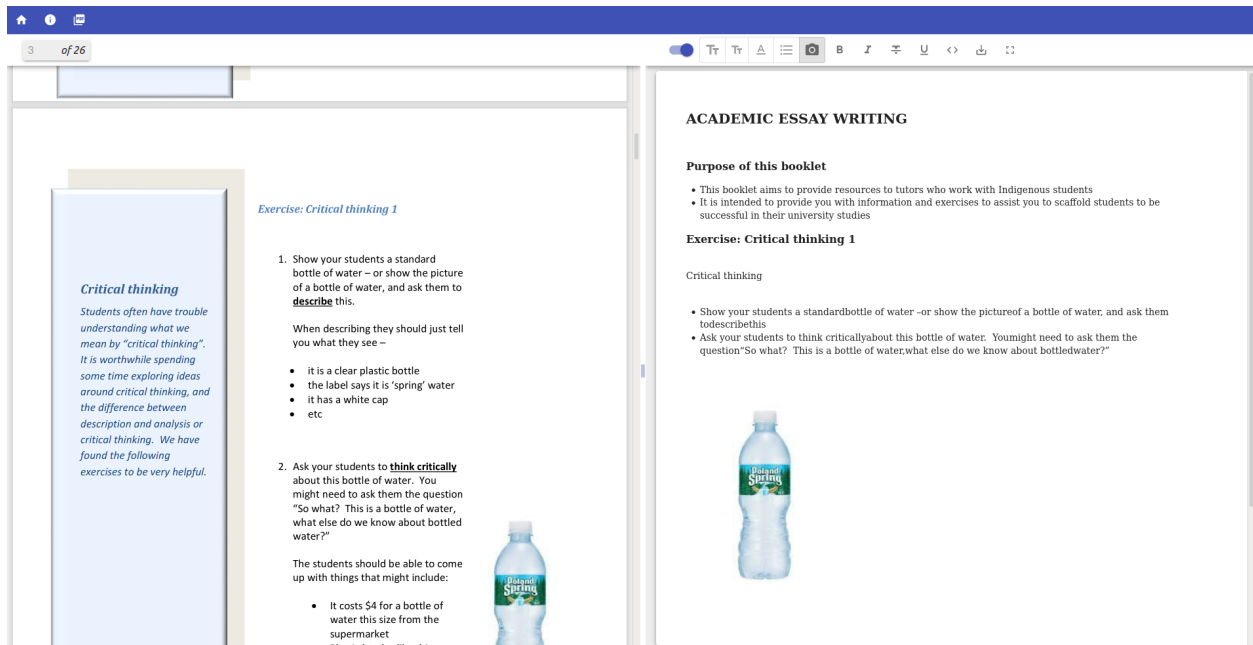 3 of 26
Critical thinking
Students often have trouble
understanding what we
mean by “critical thinking”.
It is worthwhile spending
some time exploring ideas
around critical thinking, and
the difference between
description and analysis or
critical thinking.  We have
found the following
exercises to be very helpful.
Exercise: Critical thinking 1
1. Show your students a standard
bottle of water – or show the picture
of a bottle of water, and ask them to
describe this.
When describing they should just tell
you what they see –
• it is a clear plastic bottle
• the label says it is ‘spring’ water
• it has a white cap
• etc
2. Ask your students to think critically
about this bottle of water.  You
might need to ask them the question
“So what?  This is a bottle of water,
what else do we know about bottled
water?”
The students should be able to come
up with things that might include:
• It costs $4 for a bottle of
water this size from the
supermarket
Poland
Spring
ACADEMIC ESSAY WRITING
Purpose of this booklet
• This booklet aims to provide resources to tutors who work with Indigenous students
• It is intended to provide you with information and exercises to assist you to scaffold students to be
successful in their university studies
Exercise: Critical thinking 1
Critical thinking
• Show your students a standardbottle of water –or show the pictureof a bottle of water, and ask them
todescribethis
• Ask your students to think criticallyabout this bottle of water.  Youmight need to ask them the
question“So what?  This is a bottle of water,what else do we know about bottledwater?”
Poland
Spring